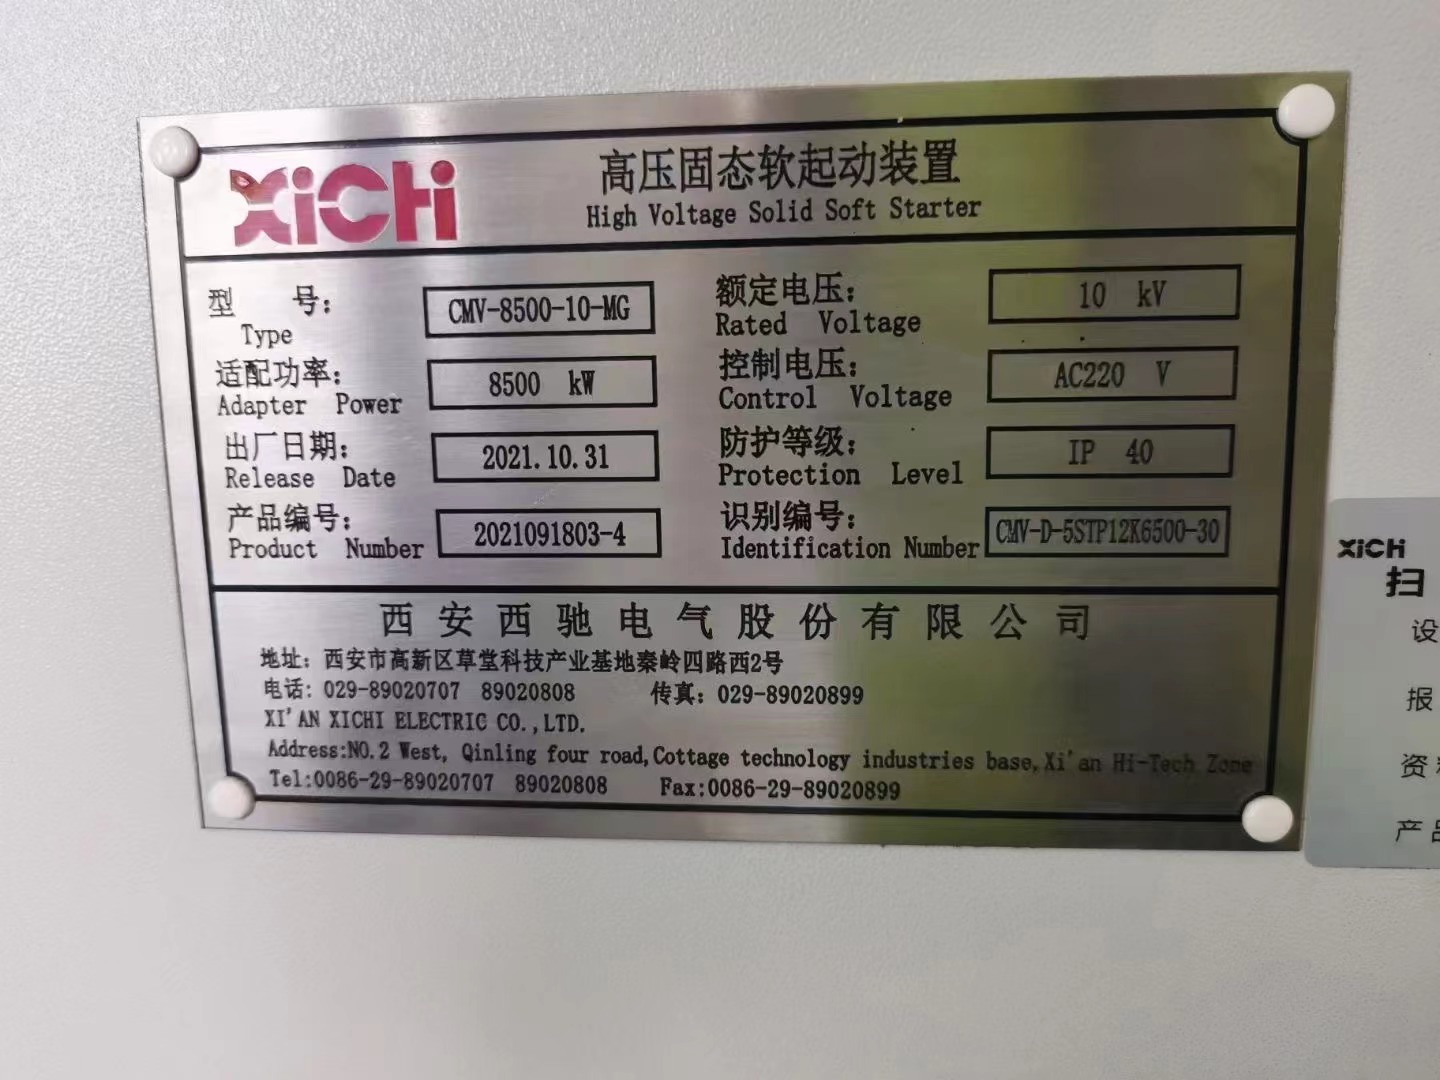 XiCHi
高压固态软起动装置
High Voltage Solid Soft Starter
型 号: CMV-8500-10-MG 额定电压: 10 kV
Type Rated Voltage
适配功率: 8500 kW 控制电压: AC220 V
Adapter Power Control Voltage
出厂日期: 2021.10.31 防护等级: IP 40
Release Date Protection Level
产品编号: 2021091803-4 识别编号: CMV-D-5STP12K6500-30
Product Number Identification Number
西安西驰电气股份有限公司
地址: 西安市高新区草堂科技产业基地秦岭四路西2号
电话: 029-89020707 89020808 传真: 029-89020899
XI'AN XICHI ELECTRIC CO.,LTD.
Address:NO.2 West, Qinling four road,Cottage technology industries base,Xi'an Hi-Tech Zone
Tel:0086-29-89020707 89020808 Fax:0086-29-89020899
XiCHi
扫
设
报
资
产